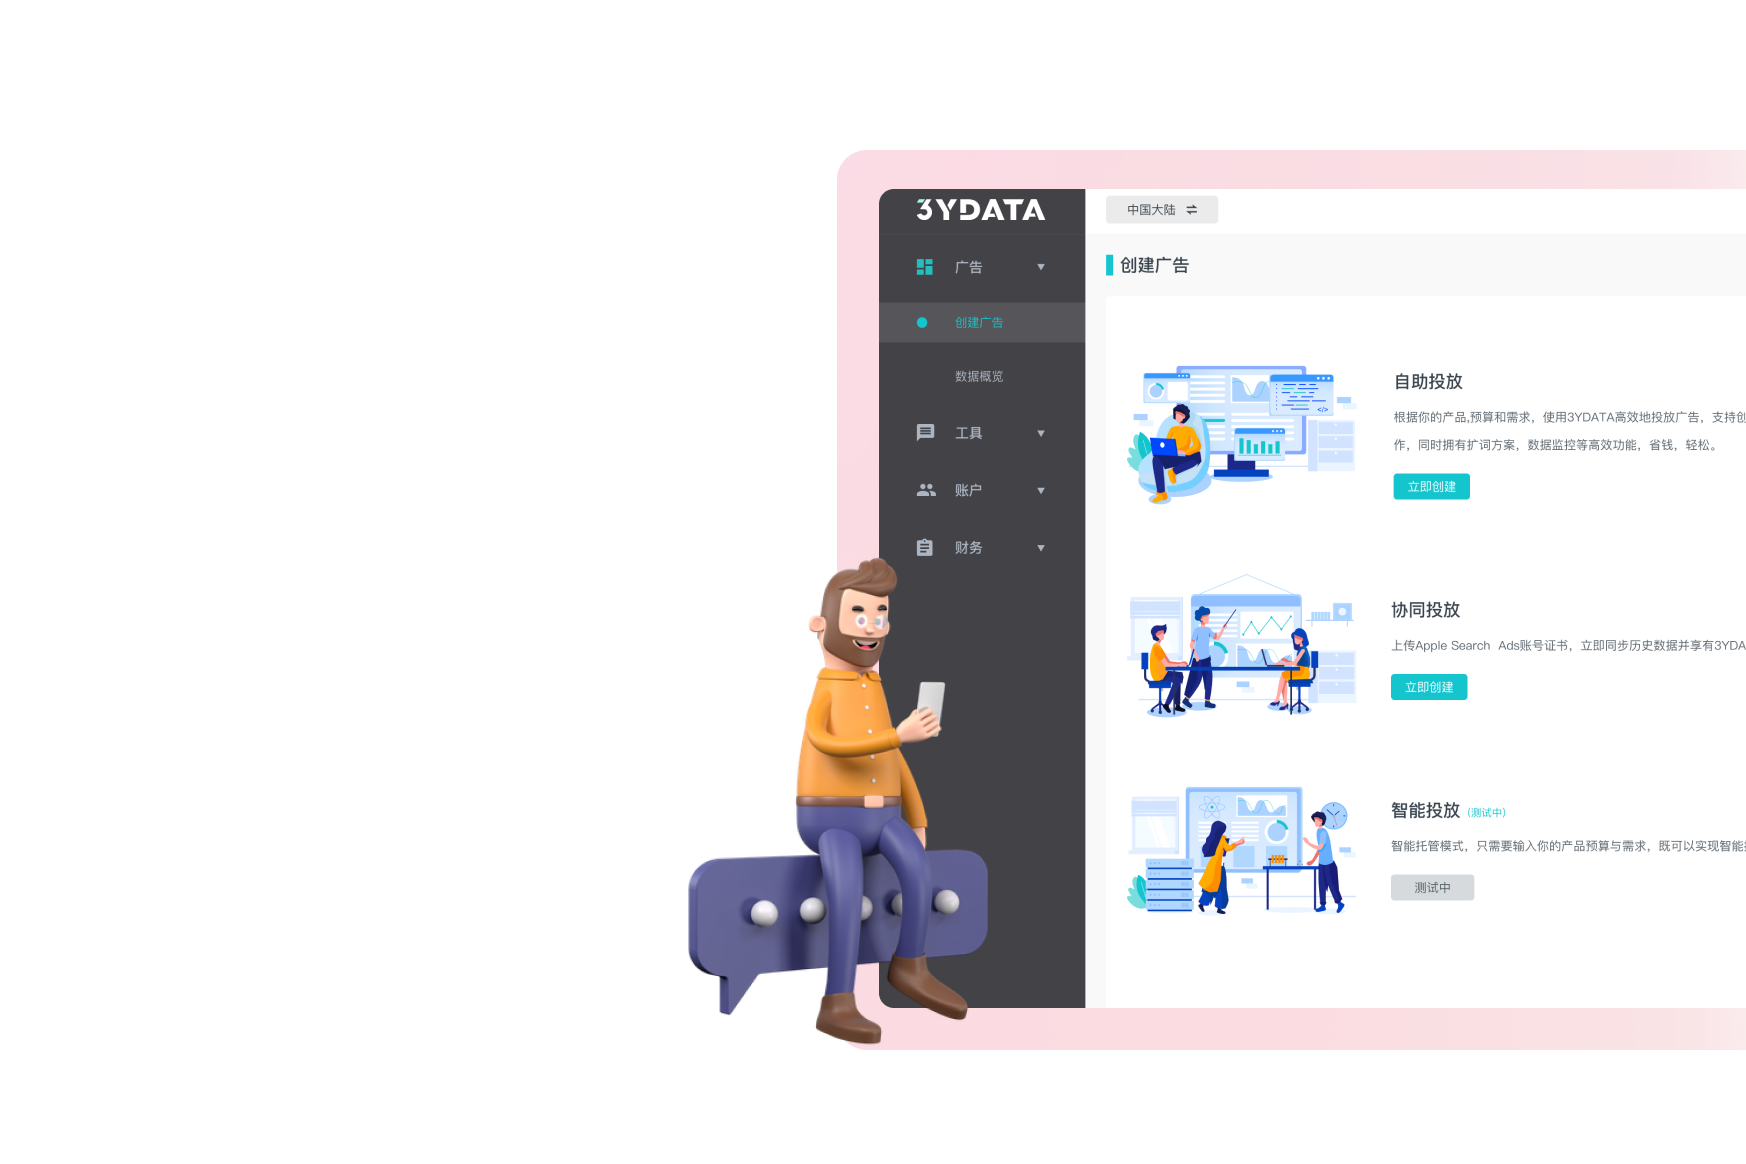 3YDATA
中国大陆
广告
创建广告
数据概览
工具
账户
财务
创建广告
自助投放
根据你的产品,预算和需求，使用3YDATA高效地投放广告，支持创
作，同时拥有扩词方案，数据监控等高效功能，省钱，轻松。
立即创建
协同投放
上传Apple Search Ads账号证书，立即同步历史数据并享有3YDA
立即创建
智能投放 (测试中)
智能托管模式，只需要输入你的产品预算与需求，既可以实现智能
测试中